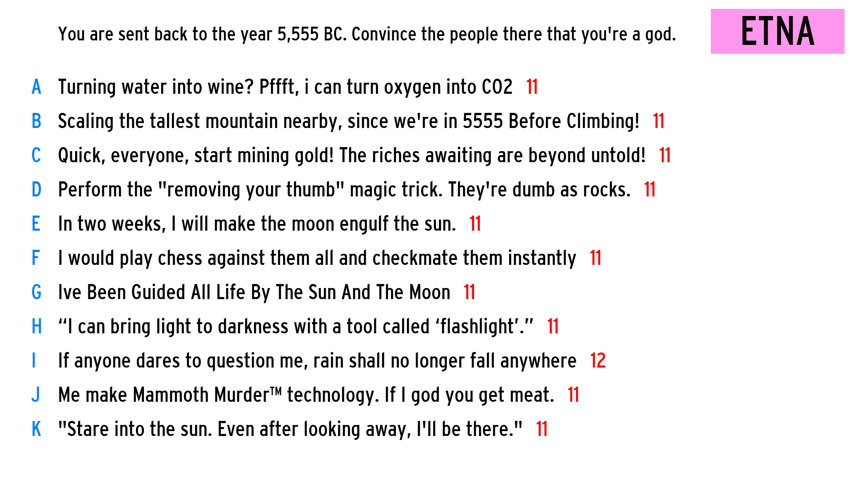 You are sent back to the year 5,555 BC. Convince the people there that you're a god.
ETNA
A Turning water into wine? Pffft, i can turn oxygen into CO2 11
B Scaling the tallest mountain nearby, since we're in 5555 Before Climbing! 11
C Quick, everyone, start mining gold! The riches awaiting are beyond untold! 11
D Perform the "removing your thumb" magic trick. They're dumb as rocks. 11
E In two weeks, I will make the moon engulf the sun. 11
F I would play chess against them all and checkmate them instantly 11
G Ive Been Guided All Life By The Sun And The Moon 11
H “I can bring light to darkness with a tool called ‘flashlight’.” 11
I If anyone dares to question me, rain shall no longer fall anywhere 12
J Me make Mammoth Murder™ technology. If I god you get meat. 11
K "Stare into the sun. Even after looking away, I'll be there." 11